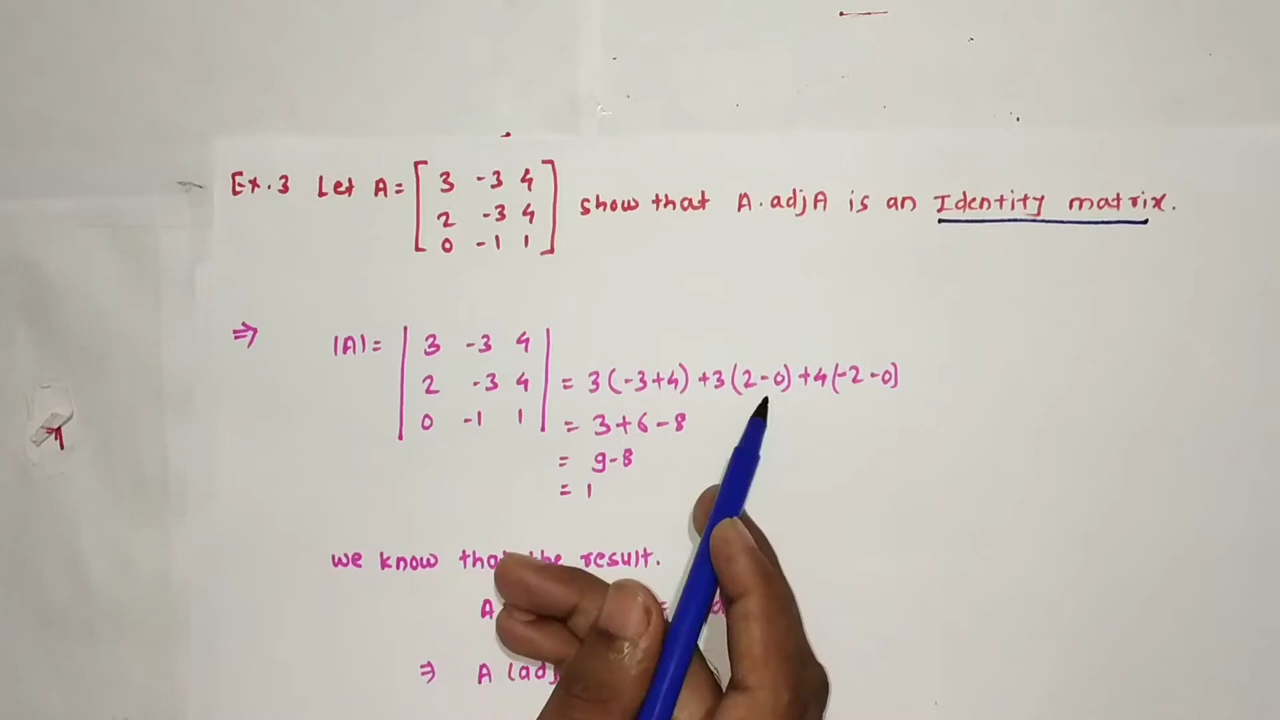 Ex.3 Let A = [ 3 -3 4 show that A.adjA is an Identity matrix.
2 -3 4
0 -1 1 ]
⇒ |A| = | 3 -3 4
2 -3 4 | = 3(-3+4) +3(2-0) +4(-2-0)
0 -1 1
= 3+6-8
= 9-8
= 1
we know that the result.
A
⇒ A (adj